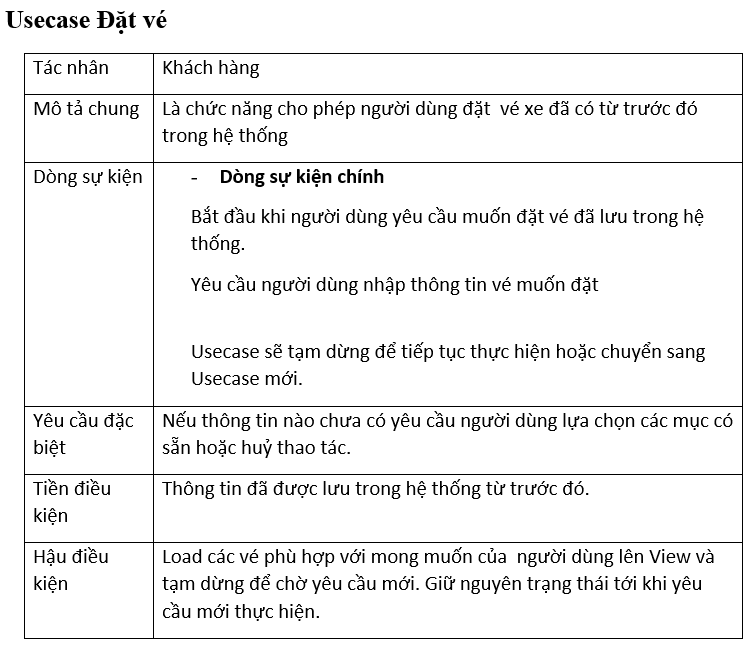 Usecase Đặt vé
Tác nhân
Khách hàng
Mô tả chung
Là chức năng cho phép người dùng đặt vé xe đã có từ trước đó
trong hệ thống
Dòng sự kiện
- Dòng sự kiện chính
Bắt đầu khi người dùng yêu cầu muốn đặt vé đã lưu trong hệ
thống.
Yêu cầu người dùng nhập thông tin vé muốn đặt
Usecase sẽ tạm dừng để tiếp tục thực hiện hoặc chuyển sang
Usecase mới.
Yêu cầu đặc
biệt
Nếu thông tin nào chưa có yêu cầu người dùng lựa chọn các mục có
sẵn hoặc huỷ thao tác.
Tiền điều
kiện
Thông tin đã được lưu trong hệ thống từ trước đó.
Hậu điều
kiện
Load các vé phù hợp với mong muốn của người dùng lên View và
tạm dừng để chờ yêu cầu mới. Giữ nguyên trạng thái tới khi yêu
cầu mới thực hiện.